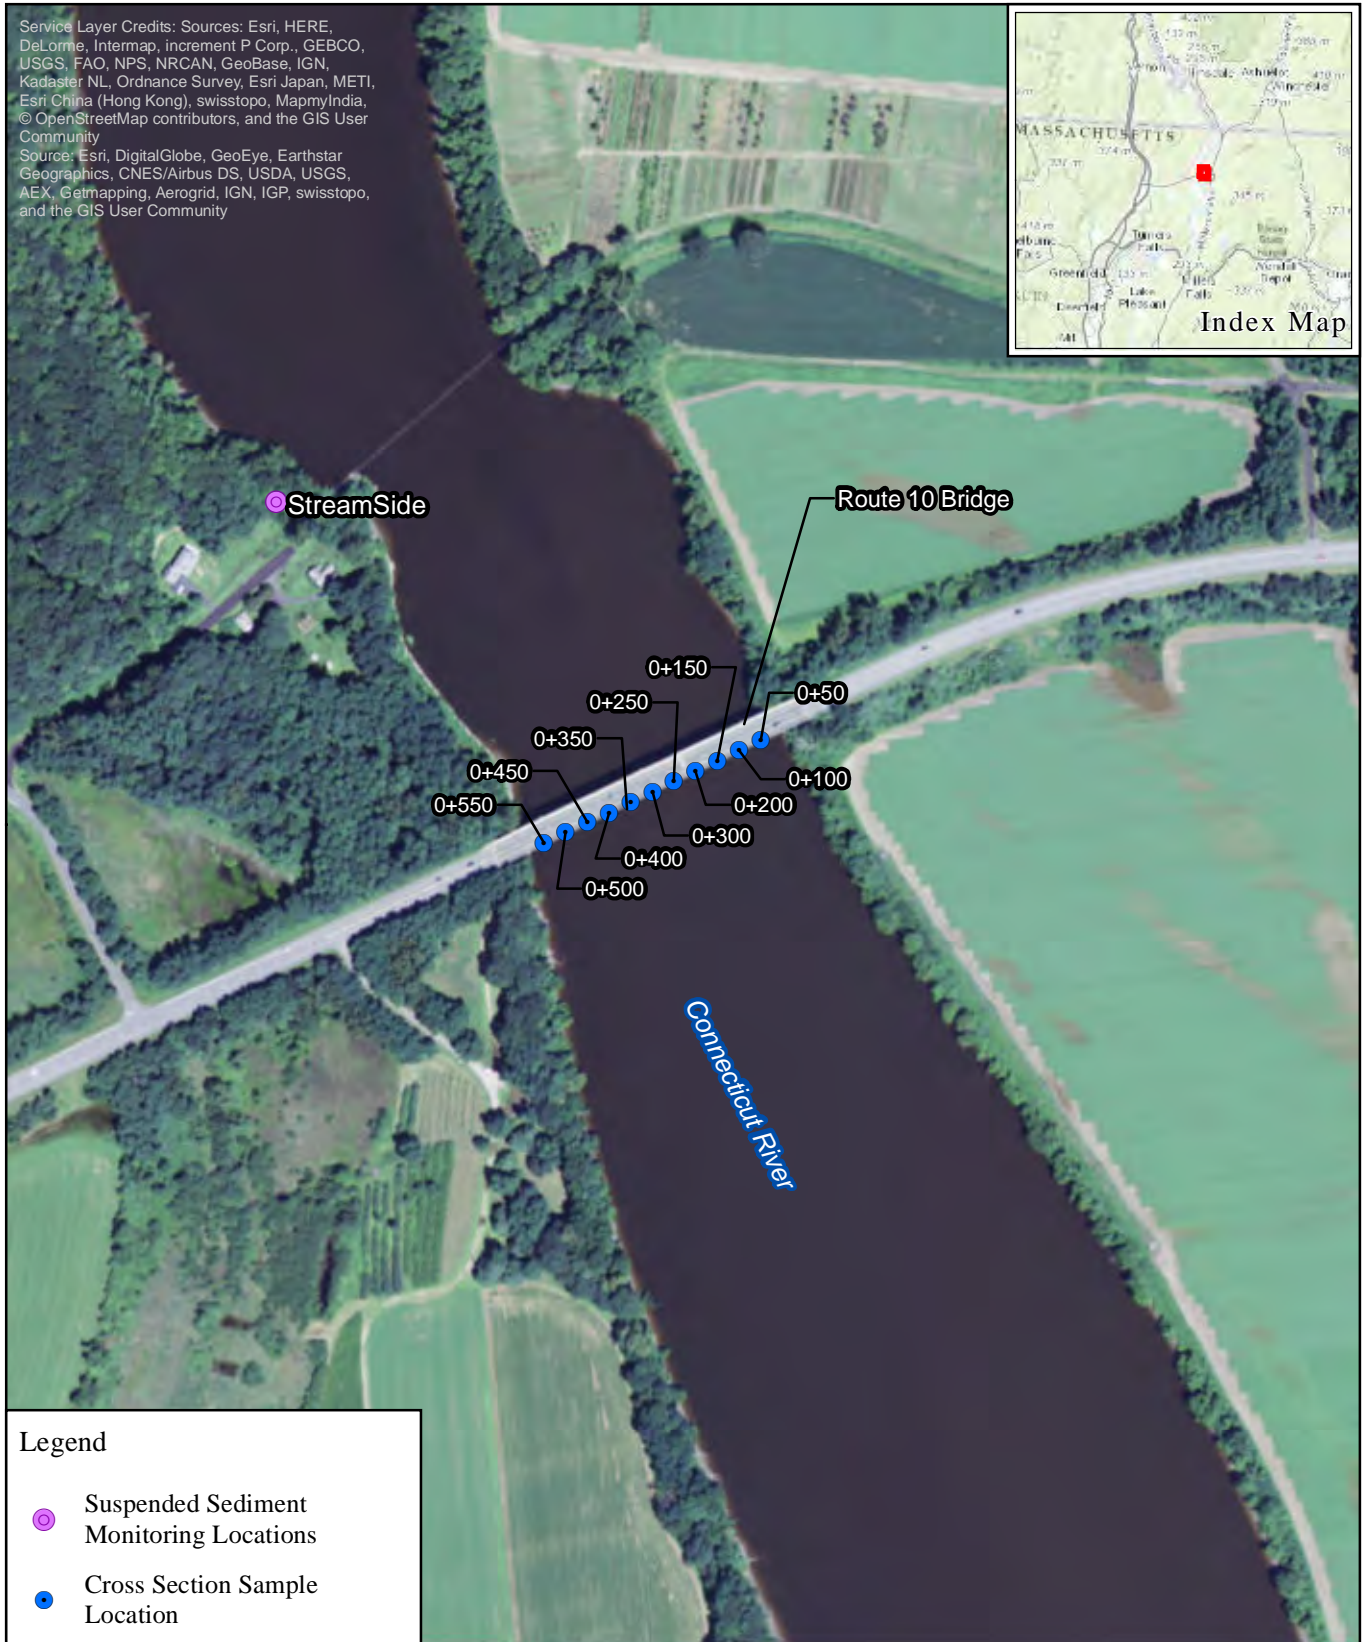 Service Layer Credits: Sources: Esri, HERE,
DeLorme, Intermap, increment P Corp., GEBCO,
USGS, FAO, NPS, NRCAN, GeoBase, IGN,
Kadaster NL, Ordnance Survey, Esri Japan, METI,
Esri China (Hong Kong), swisstopo, MapmyIndia,
© OpenStreetMap contributors, and the GIS User
Community
Source: Esri, DigitalGlobe, GeoEye, Earthstar
Geographics, CNES/Airbus DS, USDA, USGS,
AEX, Getmapping, Aerogrid, IGN, IGP, swisstopo,
and the GIS User Community
Hinsdale
Ashuelot
Winchester
MASSACHUSETTS
Turners
Falls
Greenfield
Lake
Pleasant
Millers
Falls
Wendell
Depot
Deerfield
Index Map
StreamSide
Route 10 Bridge
0+150
0+50
0+250
0+350
0+450
0+100
0+550
0+200
0+300
0+400
0+500
Connecticut River
Legend
Suspended Sediment
Monitoring Locations
Cross Section Sample
Location